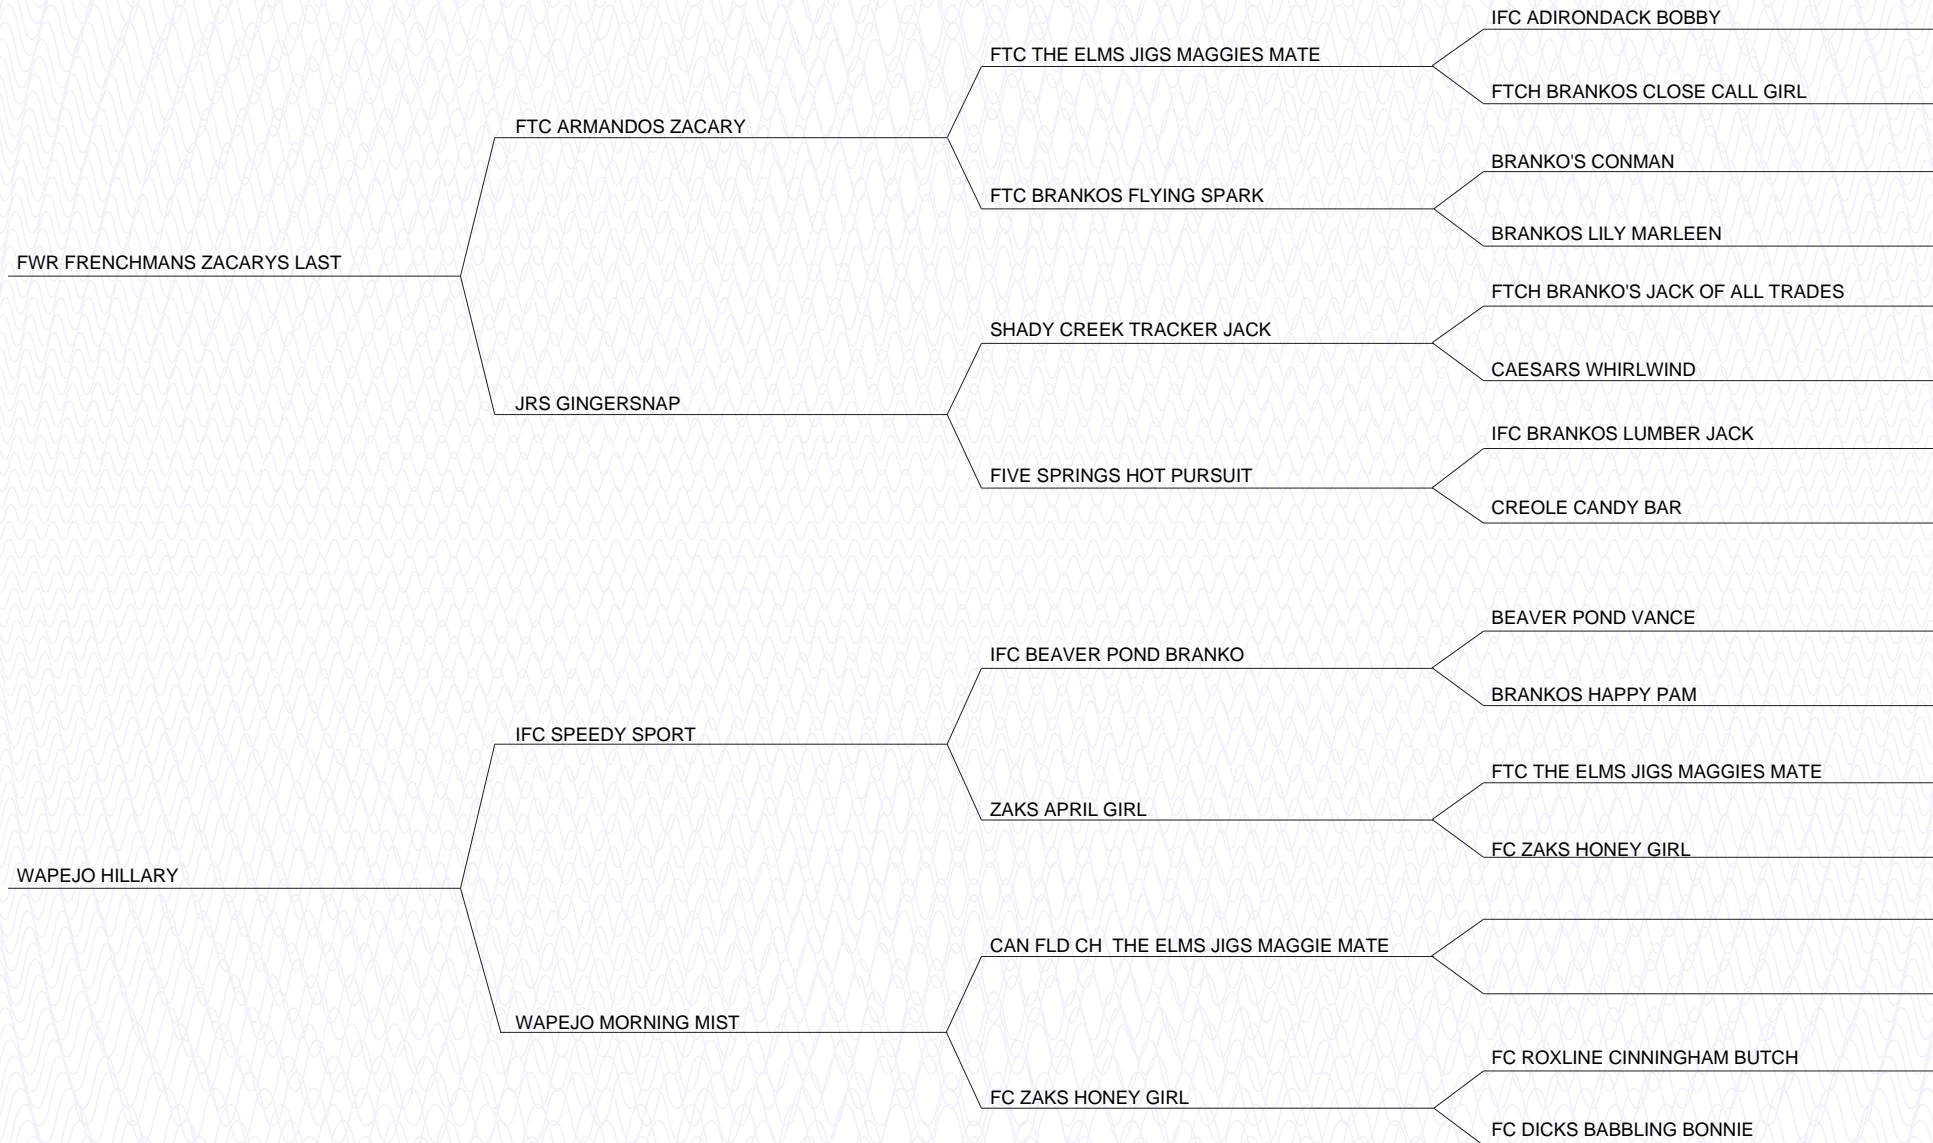 IFC ADIRONDACK BOBBY
FTC THE ELMS JIGS MAGGIES MATE
FTCH BRANKOS CLOSE CALL GIRL
FTC ARMANDOS ZACARY
BRANKO'S CONMAN
FTC BRANKOS FLYING SPARK
BRANKOS LILY MARLEEN
FWR FRENCHMANS ZACARYS LAST
FTCH BRANKO'S JACK OF ALL TRADES
SHADY CREEK TRACKER JACK
CAESARS WHIRLWIND
JRS GINGERSNAP
IFC BRANKOS LUMBER JACK
FIVE SPRINGS HOT PURSUIT
CREOLE CANDY BAR
BEAVER POND VANCE
IFC BEAVER POND BRANKO
BRANKOS HAPPY PAM
IFC SPEEDY SPORT
FTC THE ELMS JIGS MAGGIES MATE
ZAKS APRIL GIRL
FC ZAKS HONEY GIRL
WAPEJO HILLARY
CAN FLD CH  THE ELMS JIGS MAGGIE MATE
WAPEJO MORNING MIST
FC ROXLINE CINNINGHAM BUTCH
FC ZAKS HONEY GIRL
FC DICKS BABBLING BONNIE